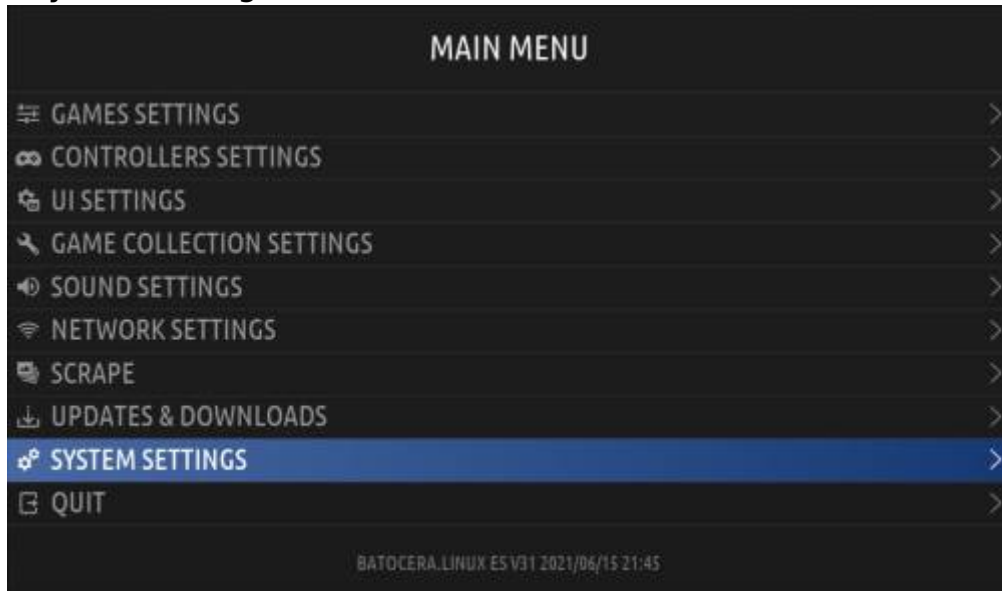 MAIN MENU
GAMES SETTINGS
CONTROLLERS SETTINGS
UI SETTINGS
GAME COLLECTION SETTINGS
SOUND SETTINGS
NETWORK SETTINGS
SCRAPE
UPDATES & DOWNLOADS
SYSTEM SETTINGS
QUIT
BATOCERA.LINUX ES V31 2021/06/15 21:45